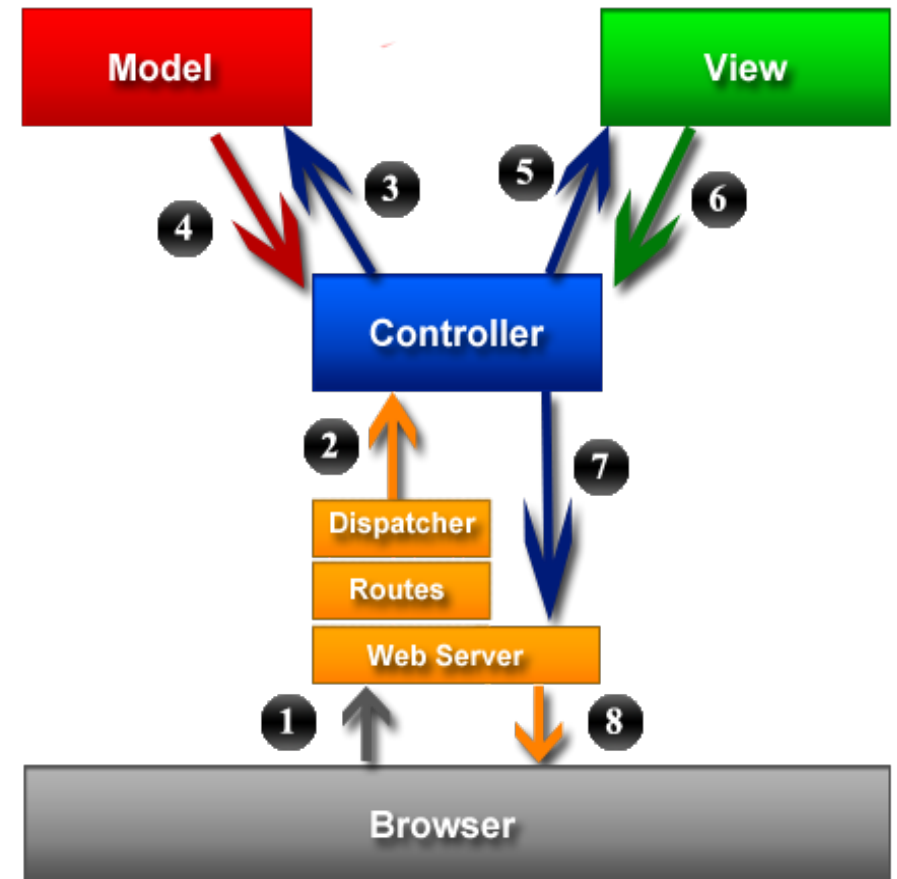 Model
View
3
5
4
6
Controller
2
7
Dispatcher
Routes
Web Server
1
8
Browser